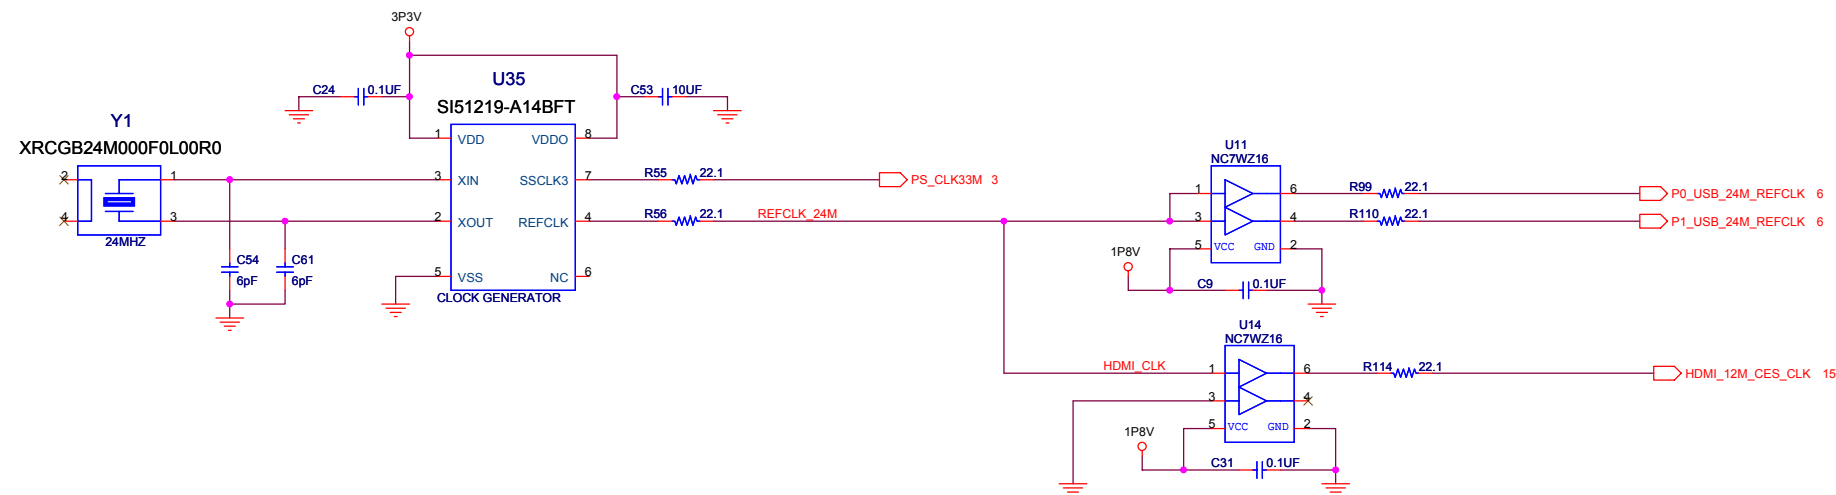 3P3V
C24 0.1UF
U35
SI51219-A14BFT
C53 10UF
Y1
XRCGB24M000F0L00R0
2 1
4 3
24MHZ
C54
6pF
C61
6pF
1 VDD VDDO 8
3 XIN SSCLK3 7
2 XOUT REFCLK 4
5 VSS NC 6
CLOCK GENERATOR
R55 22.1 PS_CLK33M 3
R56 22.1 REFCLK_24M
U11
NC7WZ16
1 6 R99 22.1 P0_USB_24M_REFCLK 6
3 4 R110 22.1 P1_USB_24M_REFCLK 6
5 VCC GND 2
1P8V
C9 0.1UF
U14
NC7WZ16
HDMI_CLK 1 6 R114 22.1 HDMI_12M_CES_CLK 15
3 4
5 VCC GND 2
1P8V
C31 0.1UF